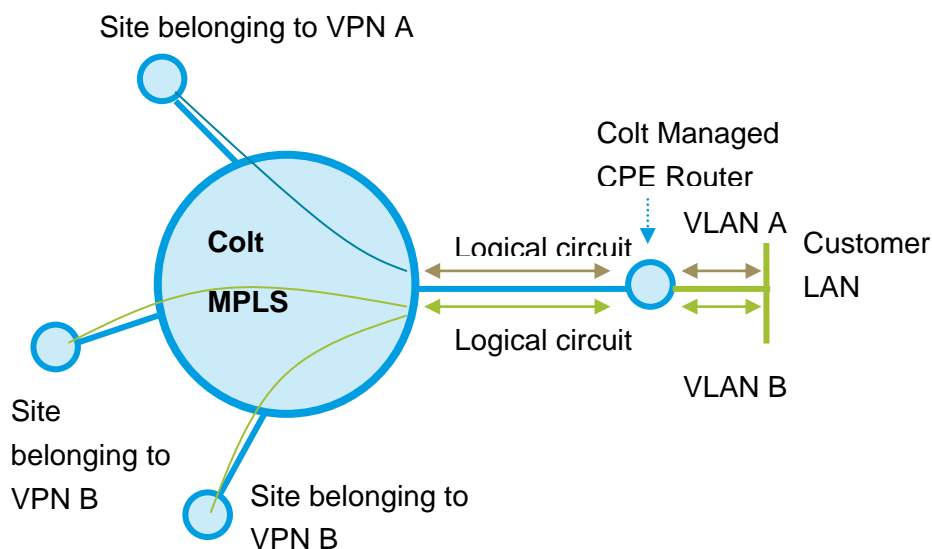 Site belonging to VPN A
Colt Managed
CPE Router
VLAN A
Customer
LAN
Colt
MPLS
Logical circuit
Logical circuit
VLAN B
Site
belonging to
VPN B
Site belonging to
VPN B